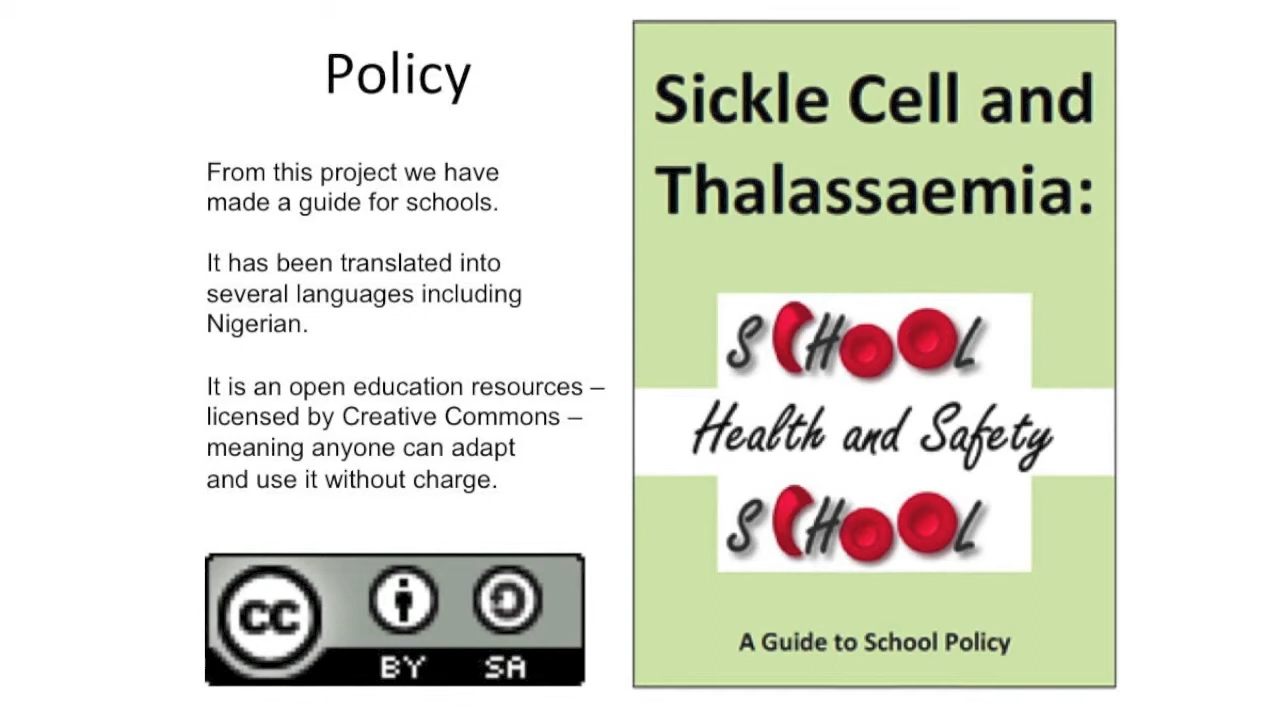 Policy
From this project we have
made a guide for schools.
It has been translated into
several languages including
Nigerian.
It is an open education resources –
licensed by Creative Commons –
meaning anyone can adapt
and use it without charge.
CC
BY SA
Sickle Cell and
Thalassaemia:
SCHOOL
Health and Safety
SCHOOL
A Guide to School Policy